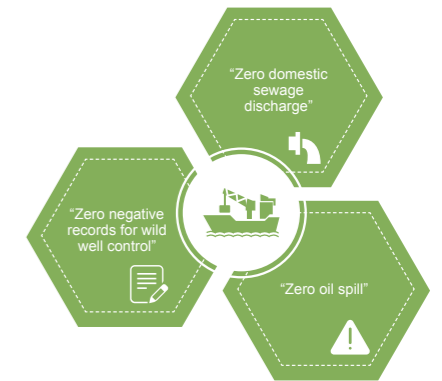 “Zero domestic
sewage
discharge”
“Zero negative
records for wild
well control”
“Zero oil spill”